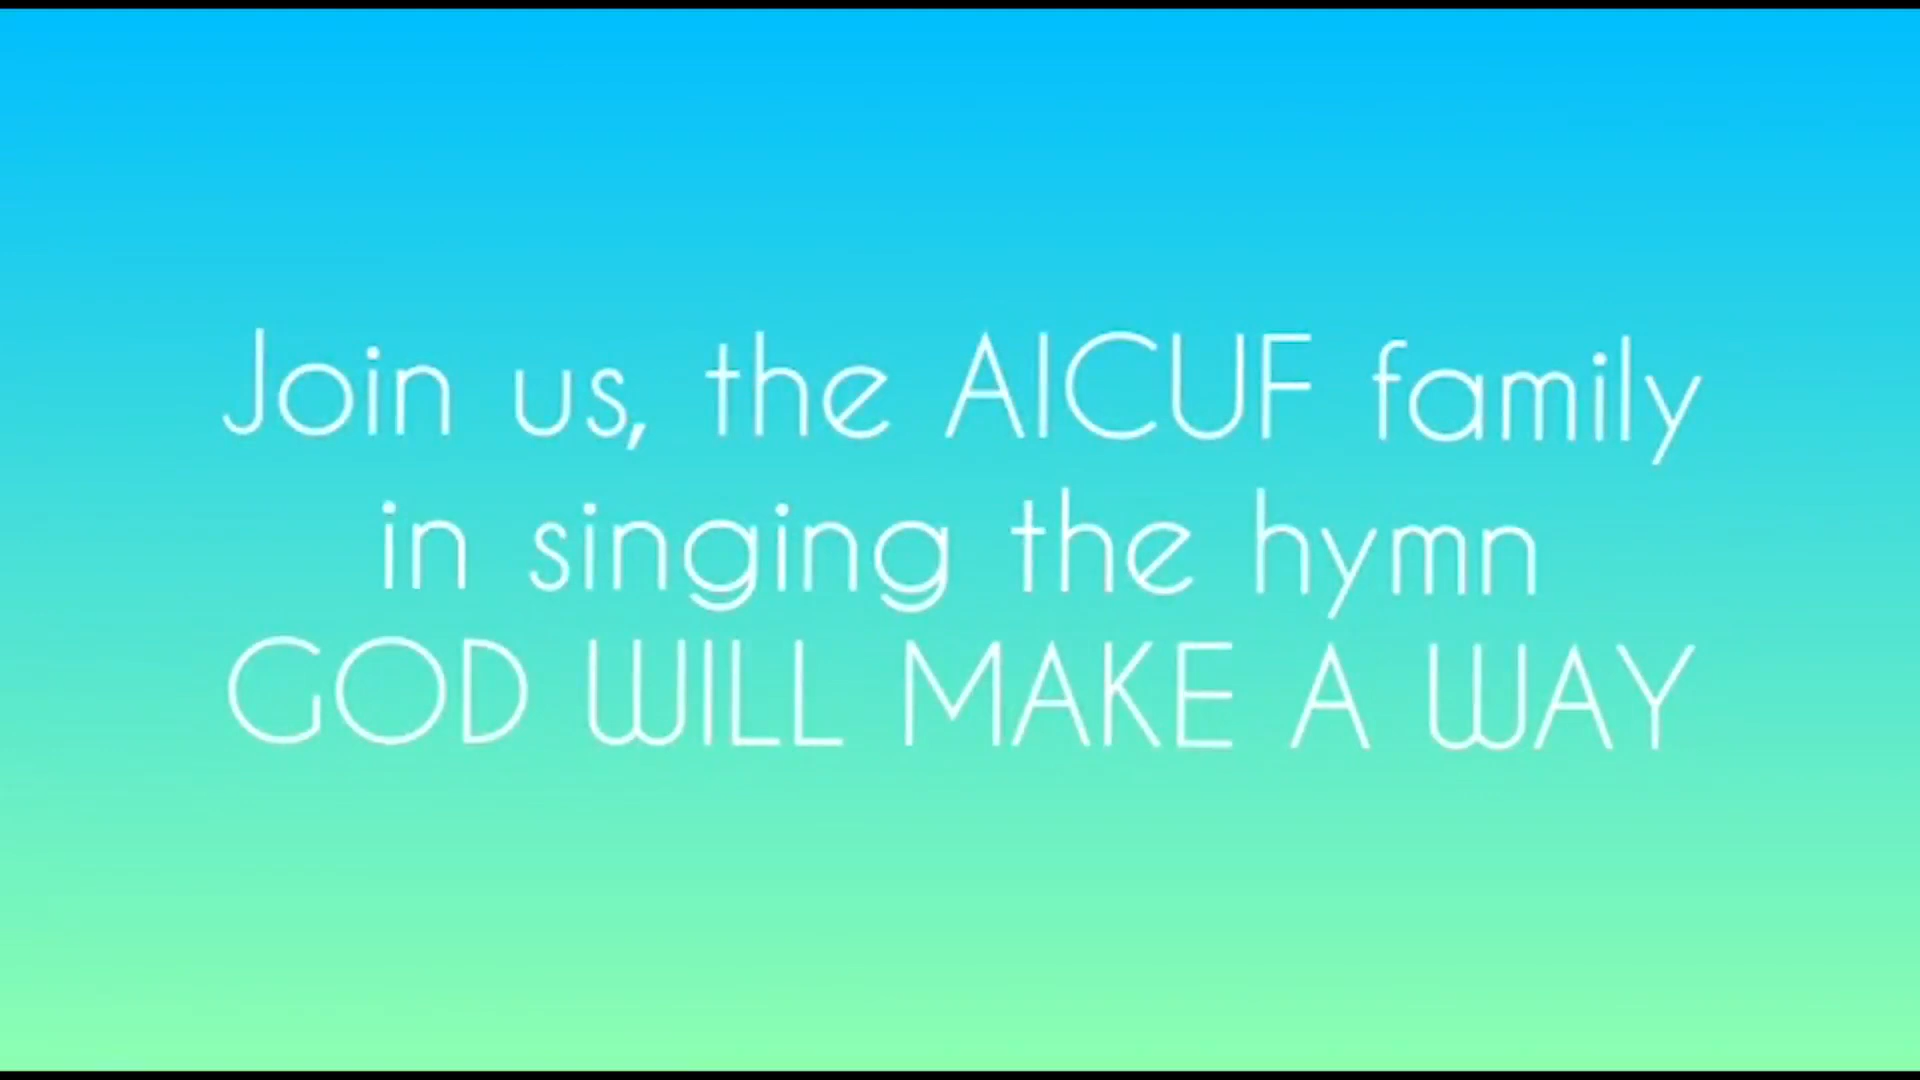 Join us, the AICUF family
in singing the hymn
GOD WILL MAKE A WAY